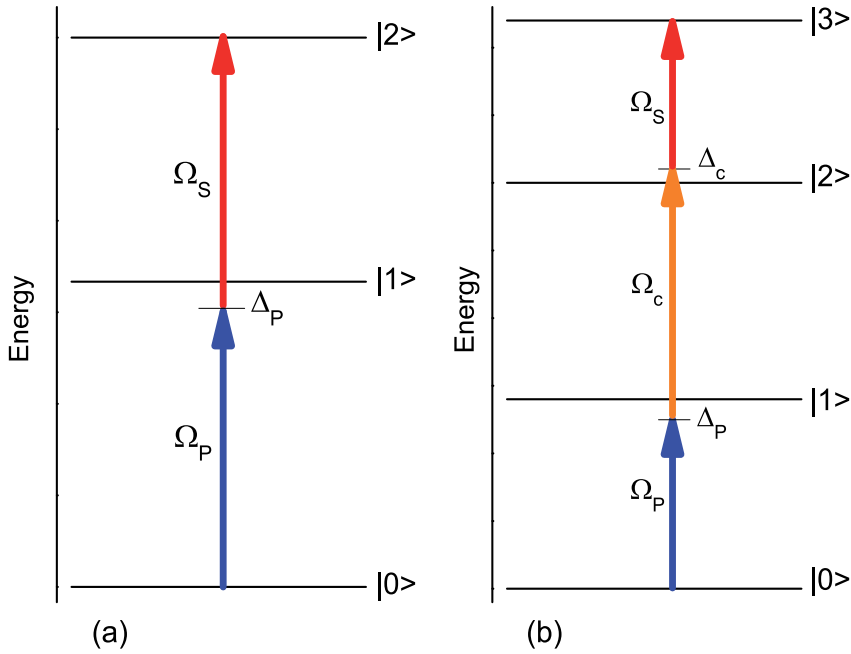 Energy
|2>
Ω_S
|1>
Δ_P
Ω_P
|0>
(a)
Energy
|3>
Ω_S
Δ_c
|2>
Ω_c
|1>
Δ_P
Ω_P
|0>
(b)